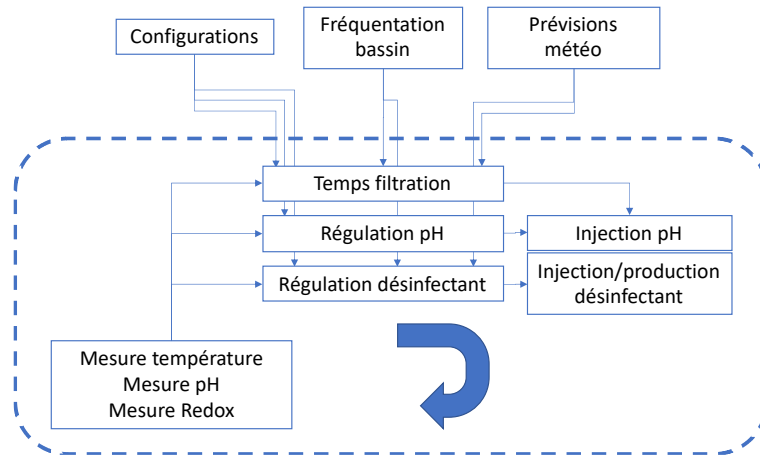 Configurations
Fréquentation
bassin
Prévisions
météo
Temps filtration
Régulation pH
Injection pH
Régulation désinfectant
Injection/production
désinfectant
Mesure température
Mesure pH
Mesure Redox